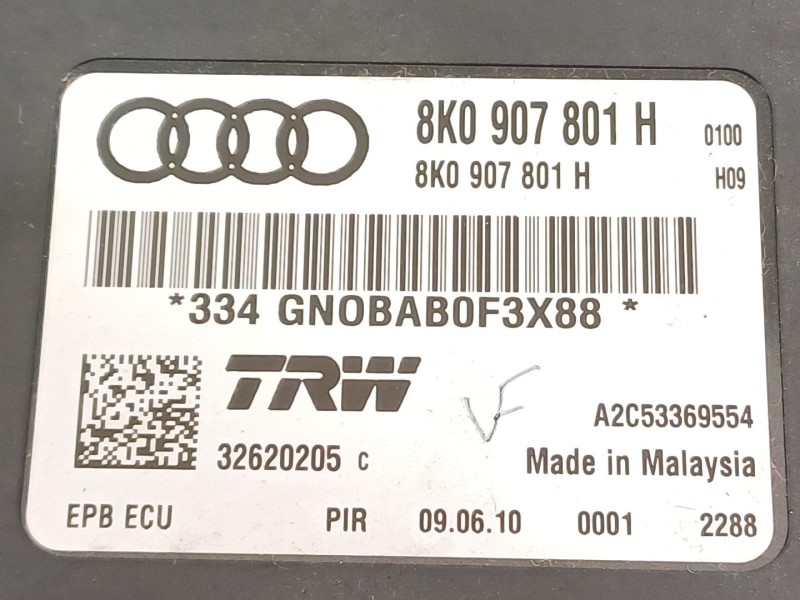 8K0 907 801 H 0100
8K0 907 801 H H09
*334 GN0BAB0F3X88 *
TRW
A2C53369554
32620205 C Made in Malaysia
EPB ECU PIR 09.06.10 0001 2288